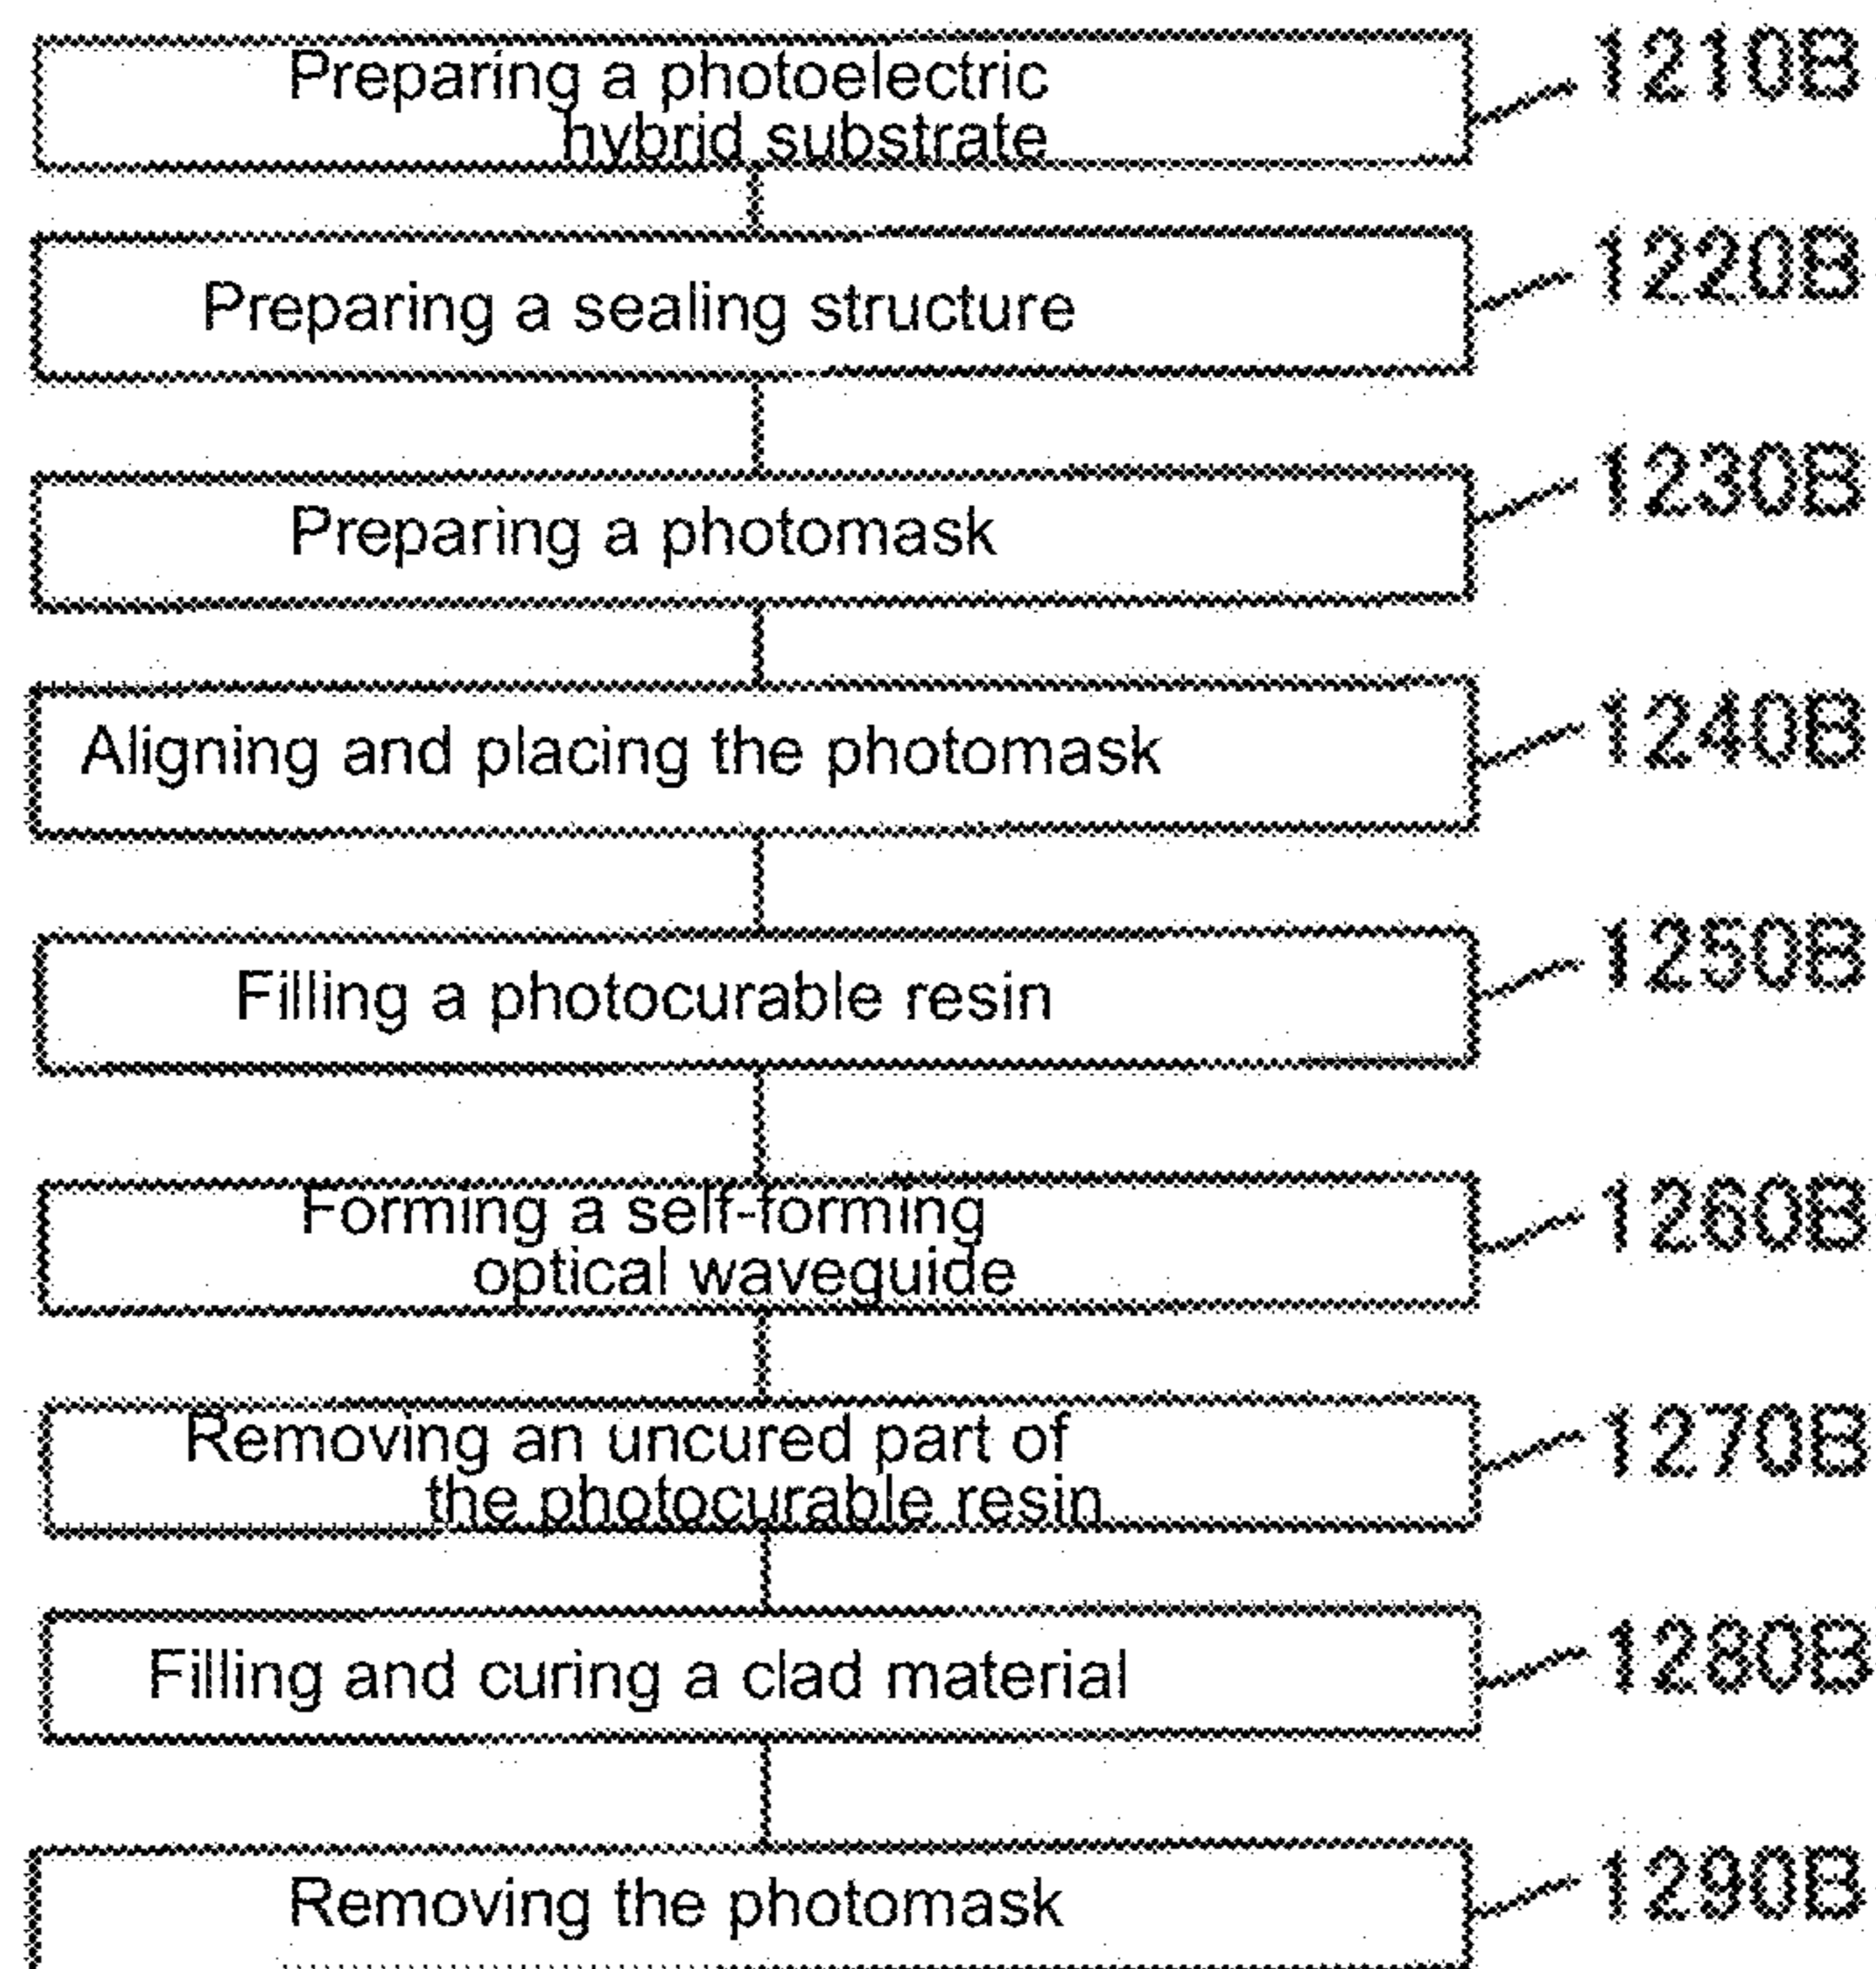 Preparing a photoelectric
hybrid substrate
1210B
Preparing a sealing structure
1220B
Preparing a photomask
1230B
Aligning and placing the photomask
1240B
Filling a photocurable resin
1250B
Forming a self-forming
optical waveguide
1260B
Removing an uncured part of
the photocurable resin
1270B
Filling and curing a clad material
1280B
Removing the photomask
1290B